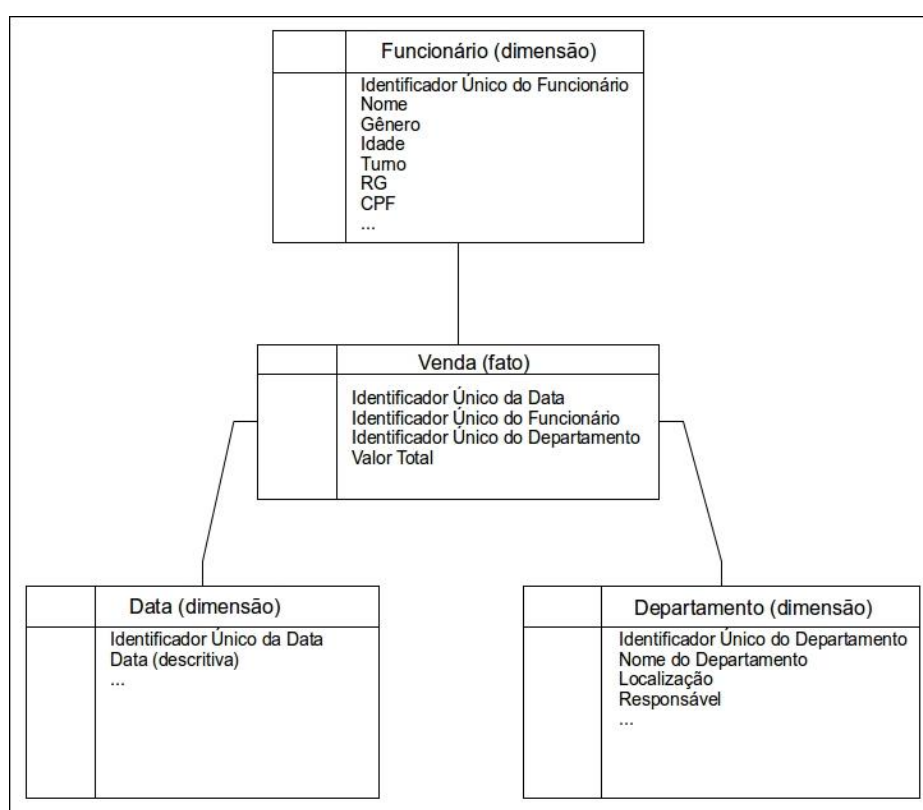 Funcionário (dimensão)
Identificador Único do Funcionário
Nome
Gênero
Idade
Turno
RG
CPF
...
Venda (fato)
Identificador Único da Data
Identificador Único do Funcionário
Identificador Único do Departamento
Valor Total
Data (dimensão)
Identificador Único da Data
Data (descritiva)
...
Departamento (dimensão)
Identificador Único do Departamento
Nome do Departamento
Localização
Responsável
...